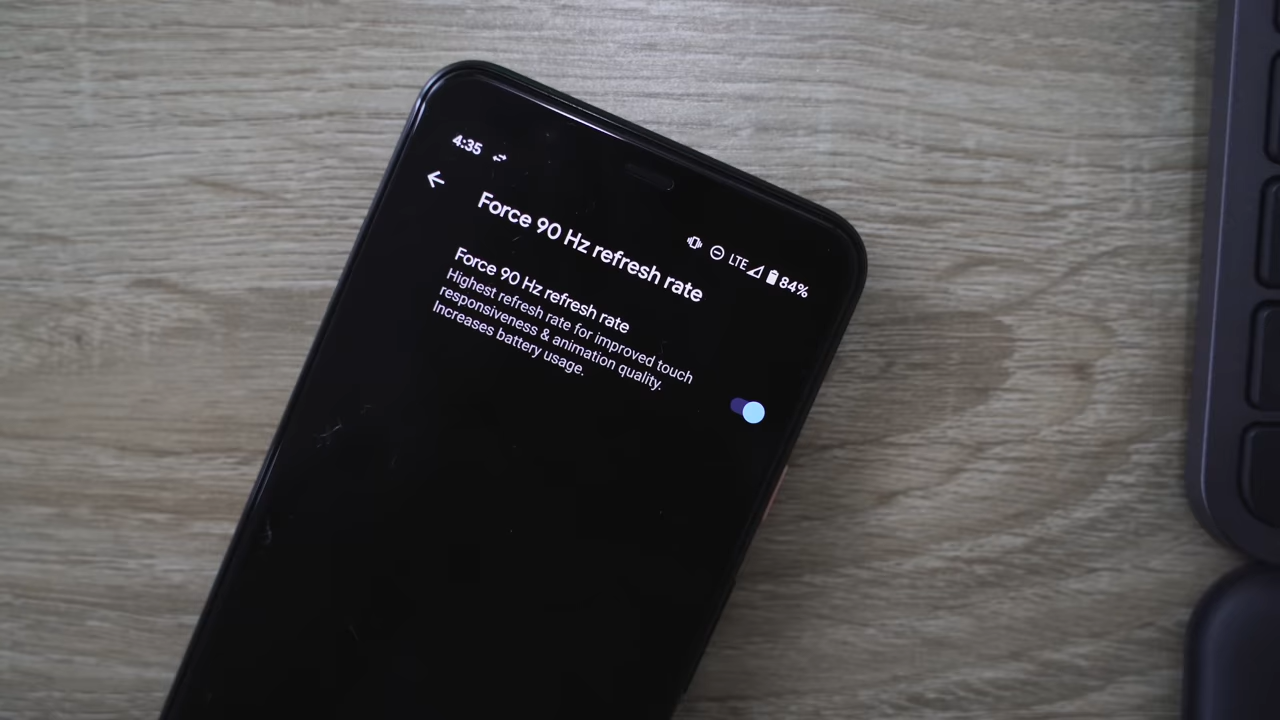 4:35
LTE 84%
Force 90 Hz refresh rate
Force 90 Hz refresh rate
Highest refresh rate for improved touch
responsiveness & animation quality.
Increases battery usage.